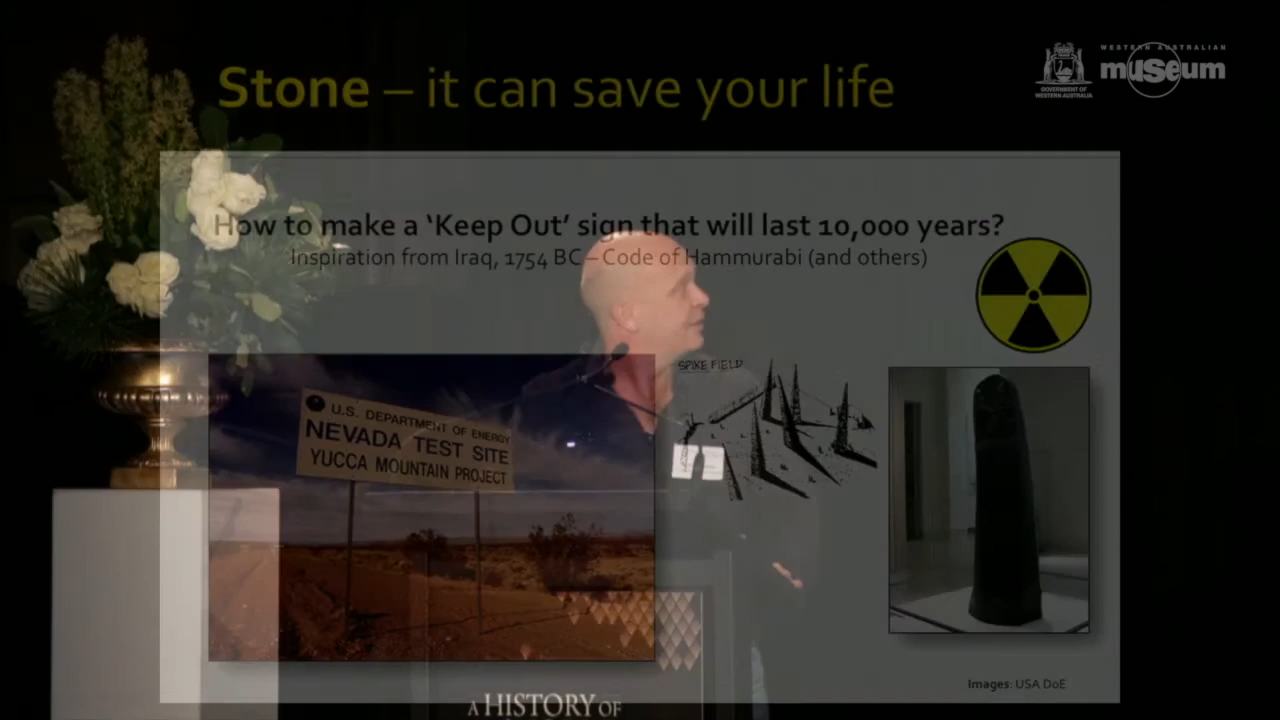 Stone – it can save your life
GOVERNMENT OF
WESTERN AUSTRALIA
WESTERN AUSTRALIAN
museum
How to make a ‘Keep Out’ sign that will last 10,000 years?
Inspiration from Iraq, 1754 BC – Code of Hammurabi (and others)
SPIKE FIELD
U.S. DEPARTMENT OF ENERGY
NEVADA TEST SITE
YUCCA MOUNTAIN PROJECT
Images: USA DoE
A HISTORY OF